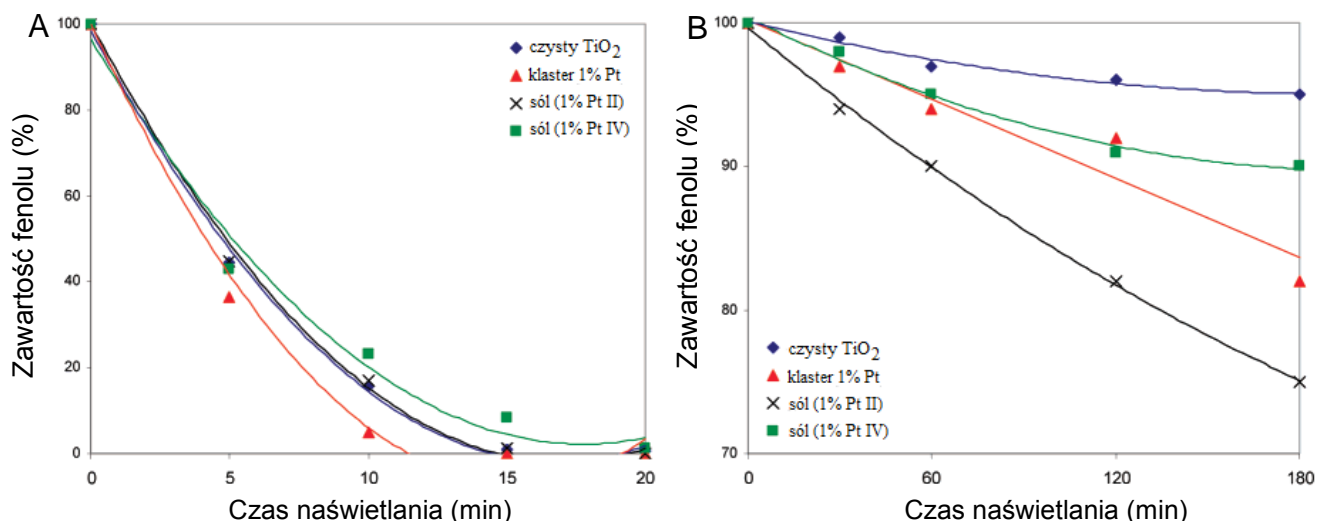 A
Zawartość fenolu (%)
100
80
60
40
20
0
czysty TiO2
klaster 1% Pt
sól (1% Pt II)
sól (1% Pt IV)
0 5 10 15 20
Czas naświetlania (min)
B
Zawartość fenolu (%)
100
90
80
70
czysty TiO2
klaster 1% Pt
sól (1% Pt II)
sól (1% Pt IV)
0 60 120 180
Czas naświetlania (min)